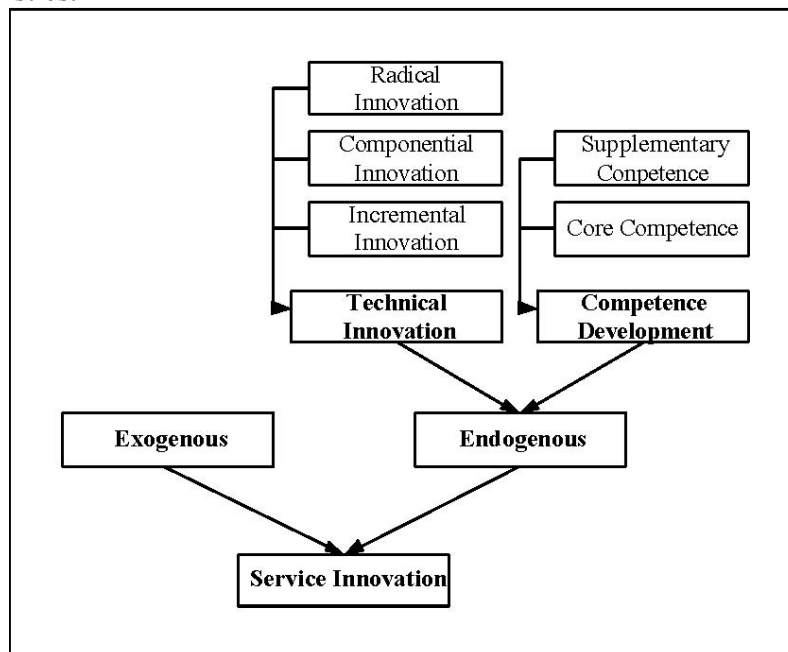 Radical
Innovation
Componential
Innovation
Supplementary
Conpetence
Incremental
Innovation
Core Competence
Technical
Innovation
Competence
Development
Exogenous
Endogenous
Service Innovation